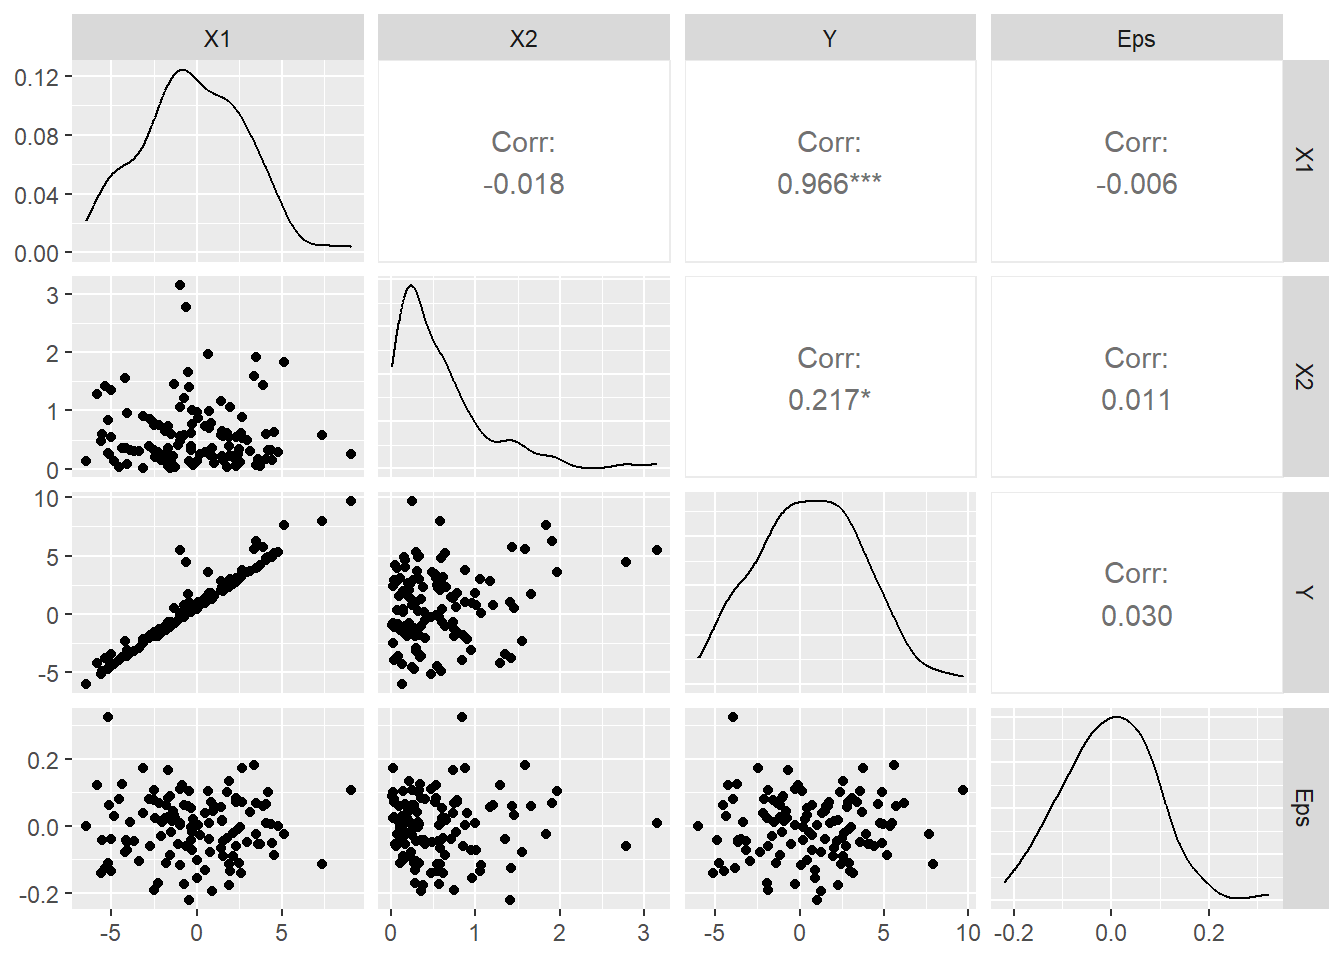 X1 X2 Y Eps
0.12
0.08
0.04
0.00
Corr:
-0.018
Corr:
0.966***
Corr:
-0.006
X1
3
2
1
0
Corr:
0.217*
Corr:
0.011
X2
10
5
0
-5
Corr:
0.030
Y
0.2
0.0
-0.2
Eps
-5 0 5 0 1 2 3 -5 0 5 10 -0.2 0.0 0.2